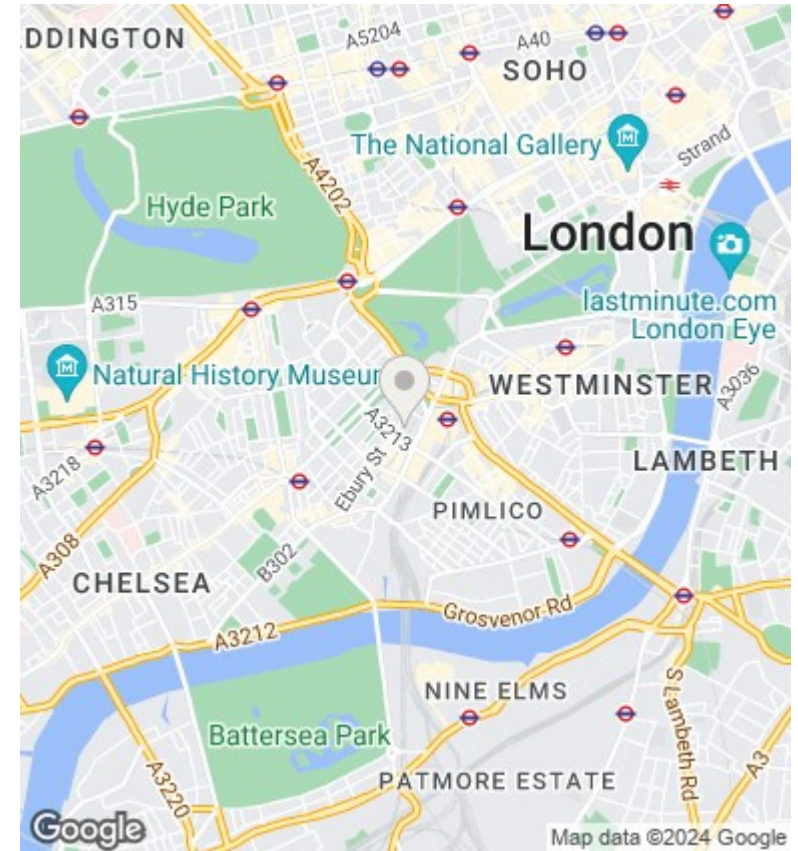 DDINGTON
A5204
A40
SOHO
The National Gallery
Strand
A4202
Hyde Park
London
lastminute.com
London Eye
A315
Natural History Museu
WESTMINSTER
A3036
A3213
A3218
Ebury St
LAMBETH
PIMLICO
A308
B302
CHELSEA
Grosvenor Rd
A3212
NINE ELMS
S Lambeth Rd
Battersea Park
A3220
PATMORE ESTATE
A3
Google
Map data ©2024 Google